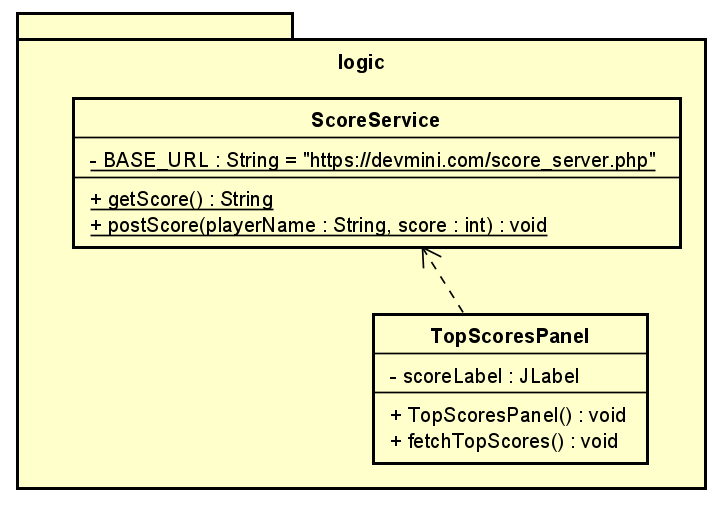 logic
ScoreService
- BASE_URL : String = "https://devmini.com/score_server.php"
+ getScore() : String
+ postScore(playerName : String, score : int) : void
TopScoresPanel
- scoreLabel : JLabel
+ TopScoresPanel() : void
+ fetchTopScores() : void